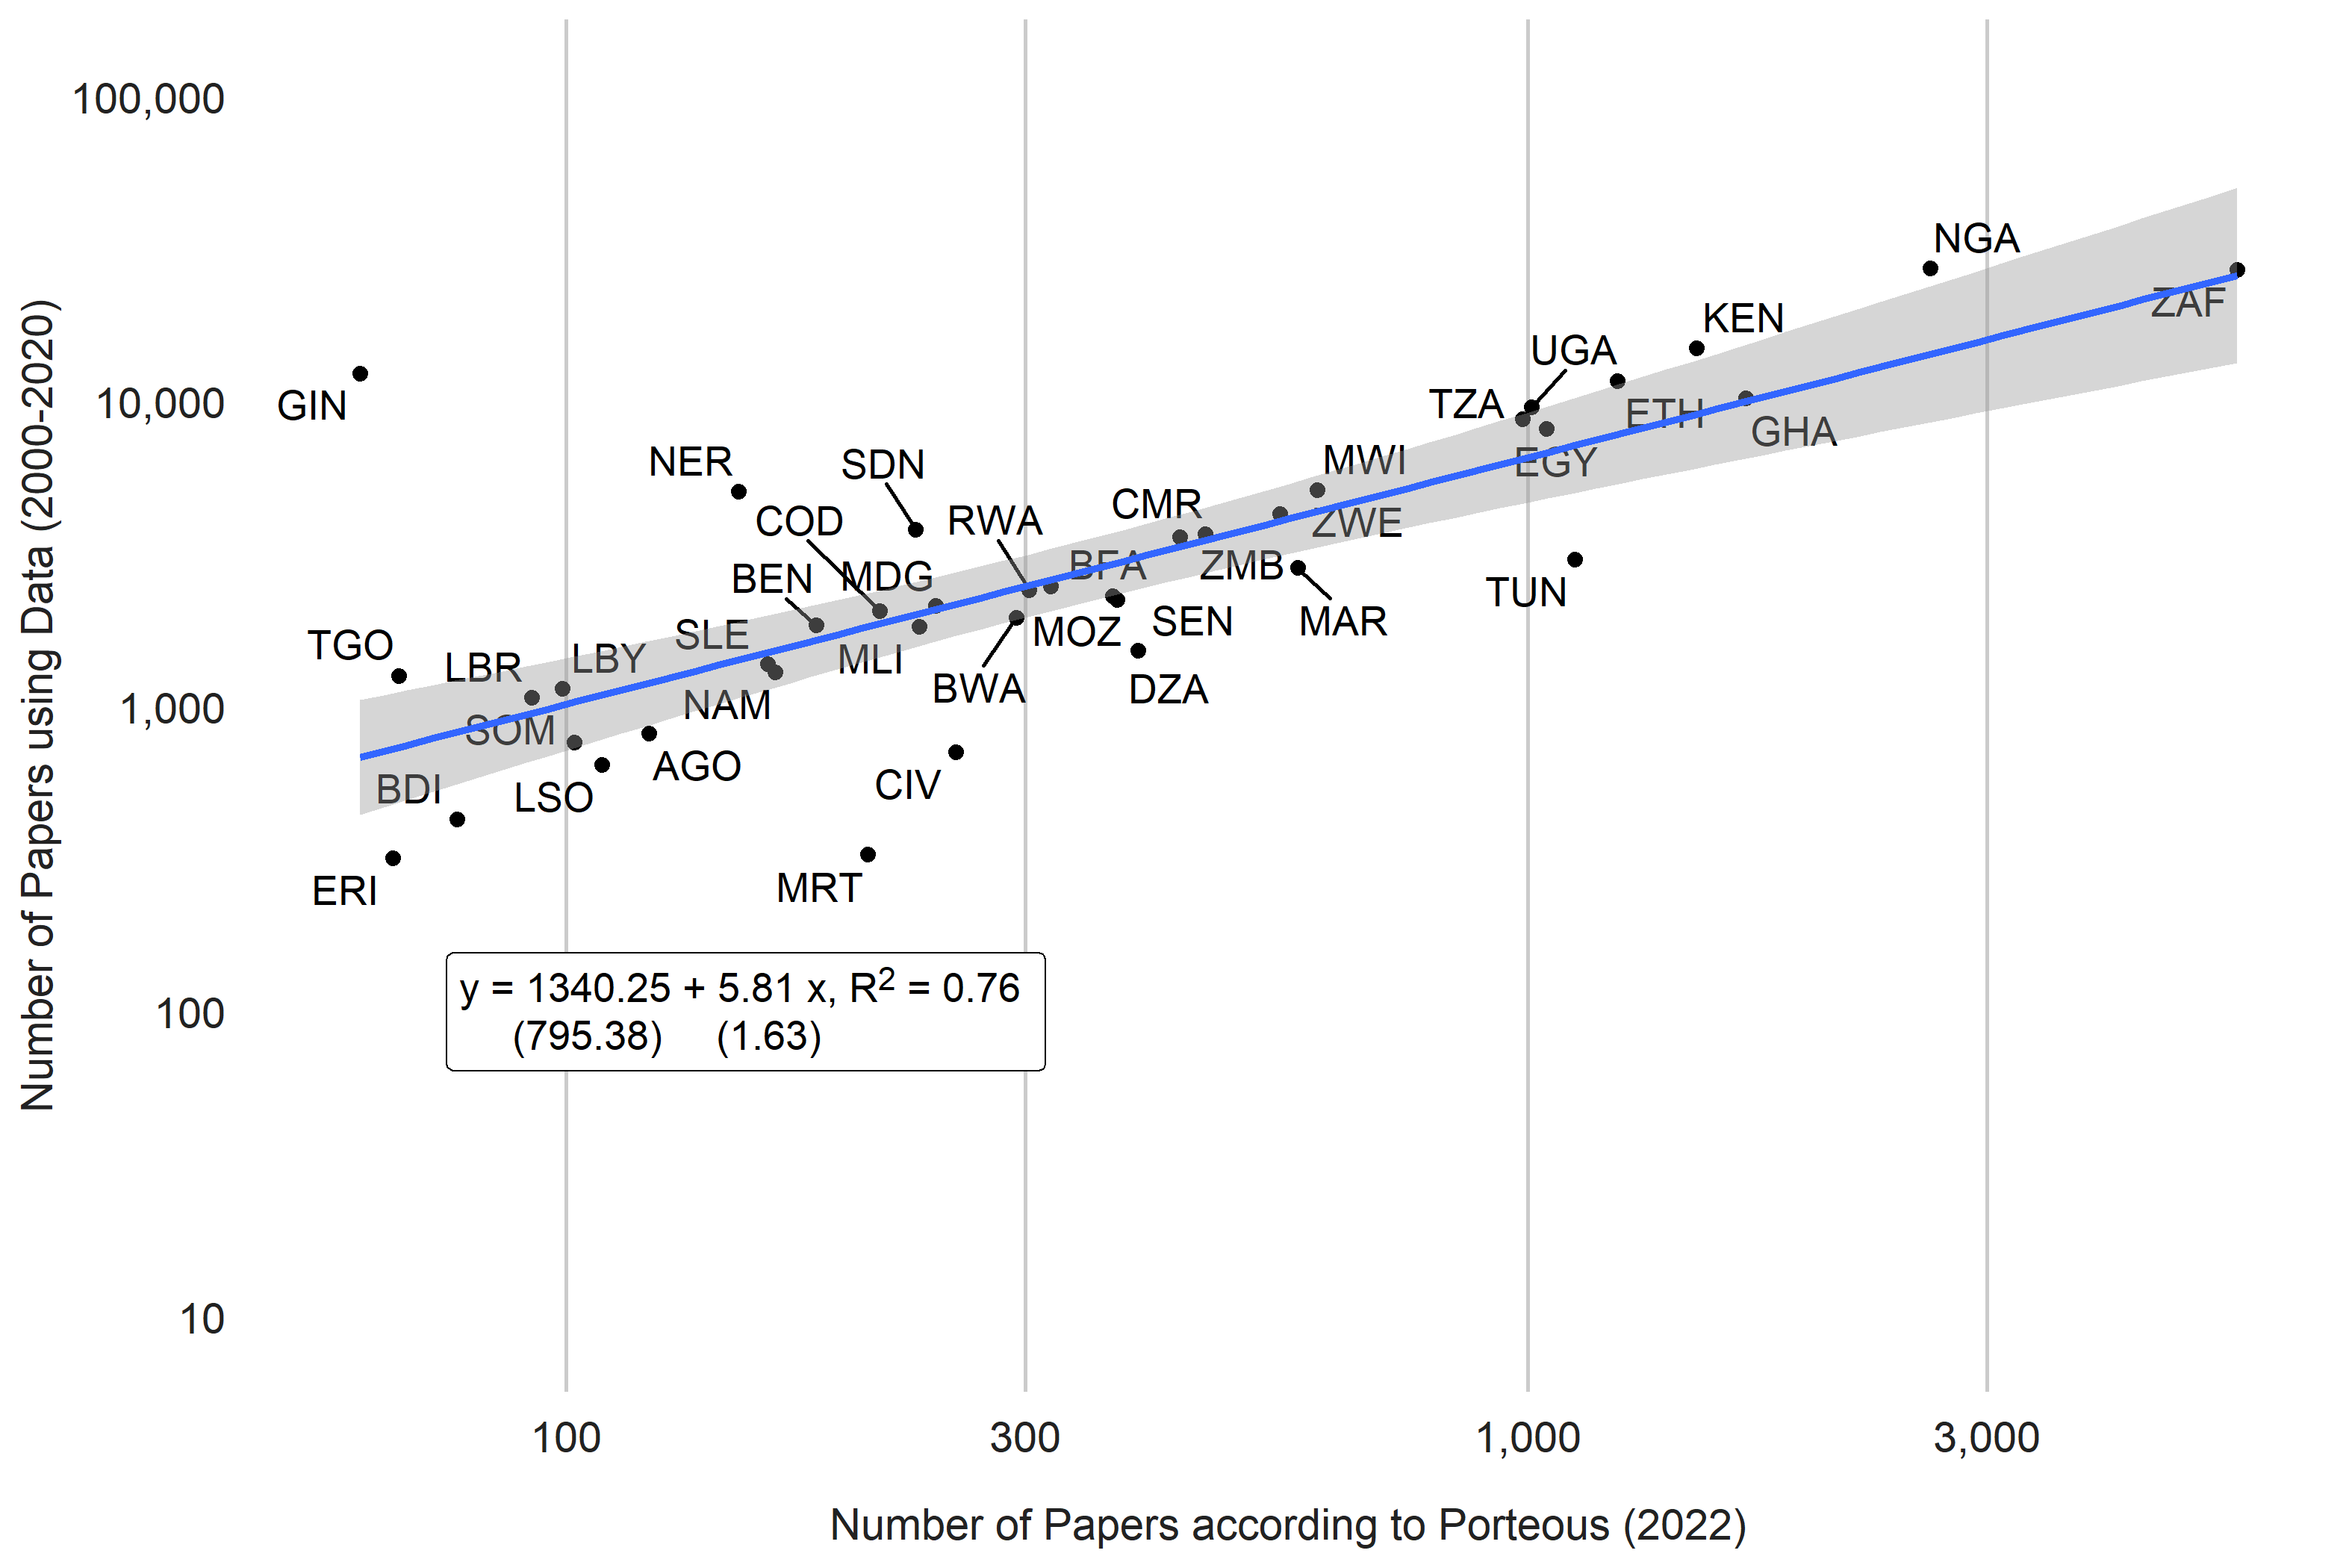 100,000
NGA
ZAF
KEN
UGA
GIN
10,000
TZA
ETH
GHA
NER
SDN
MWI
EGY
COD
RWA
CMR
ZWE
BEN
MDG
BFA
ZMB
TUN
TGO
LBR
LBY
SLE
MLI
MOZ
SEN
MAR
1,000
SOM
NAM
BWA
DZA
BDI
LSO
AGO
CIV
ERI
MRT
y = 1340.25 + 5.81 x, R² = 0.76
(795.38) (1.63)
100
10
Number of Papers using Data (2000-2020)
100 300 1,000 3,000
Number of Papers according to Porteous (2022)